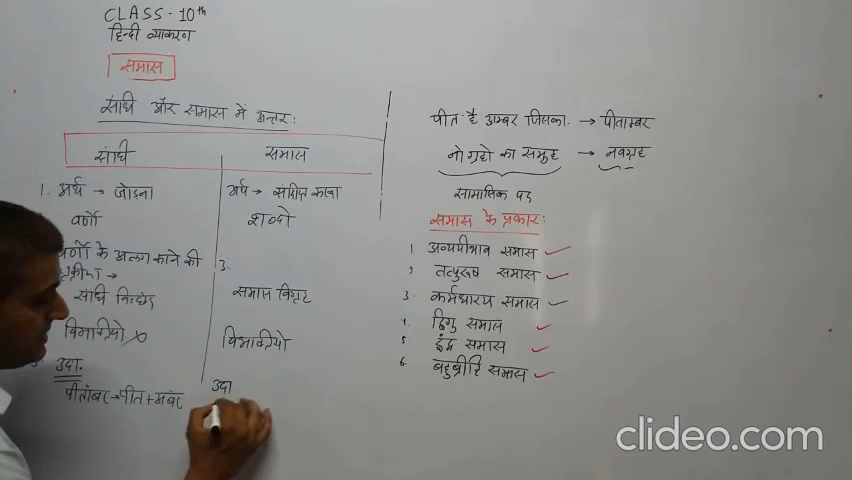 CLASS - 10th
हिन्दी व्याकरण
समास
संधि और समास में अन्तर :
संधि
समास
1. अर्थ → जोड़ना
अर्थ → संक्षिप्त करना
वर्णो
शब्दो
वर्णो के अलग करने की
3.
संधि विच्छेद
समास विग्रह
विभक्तियो
विभक्तियो
उदा.
उदा
पीतांबर → पीत + अंबर
पीत है अम्बर जिसका → पीताम्बर
नो ग्रहो का समुह → नवग्रह
सामासिक पद
समास के प्रकार :
1. अव्ययीभाव समास
2 तत्पुरूष समास
3. कर्मधारय समास
4. द्विगु समास
5 द्वंद्व समास
6. बहुब्रीहि समास
clideo.com